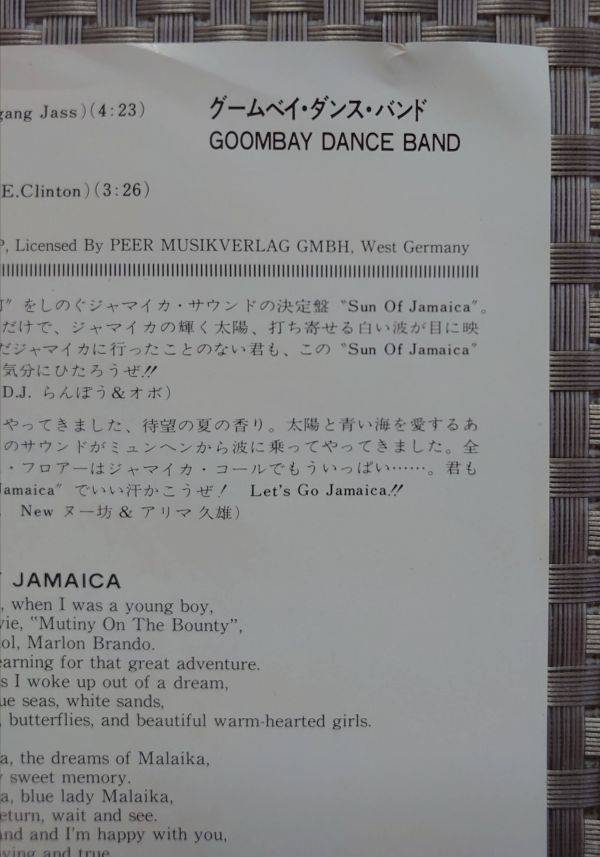 gang Jass)(4:23)
グームベイ・ダンス・バンド
GOOMBAY DANCE BAND
E.Clinton)(3:26)
P, Licensed By PEER MUSIKVERLAG GMBH, West Germany
〃をしのぐジャマイカ・サウンドの決定盤 〝Sun Of Jamaica〟。
だけで、ジャマイカの輝く太陽、打ち寄せる白い波が目に映
だジャマイカに行ったことのない君も、この 〝Sun Of Jamaica〟
気分にひたろうぜ!!
D.J. らんぼう&オボ)
やってきました、待望の夏の香り。太陽と青い海を愛するあ
のサウンドがミュンヘンから波に乗ってやってきました。全
・フロアーはジャマイカ・コールでもういっぱい……。君も
Jamaica〟でいい汗かこうぜ! Let's Go Jamaica!!
New ヌー坊 & アリマ 久雄)
JAMAICA
, when I was a young boy,
vie, "Mutiny On The Bounty",
ol, Marlon Brando.
earning for that great adventure.
s I woke up out of a dream,
ue seas, white sands,
, butterflies, and beautiful warm-hearted girls.
a, the dreams of Malaika,
y sweet memory.
a, blue lady Malaika,
eturn, wait and see.
and and I'm happy with you,
oving and true